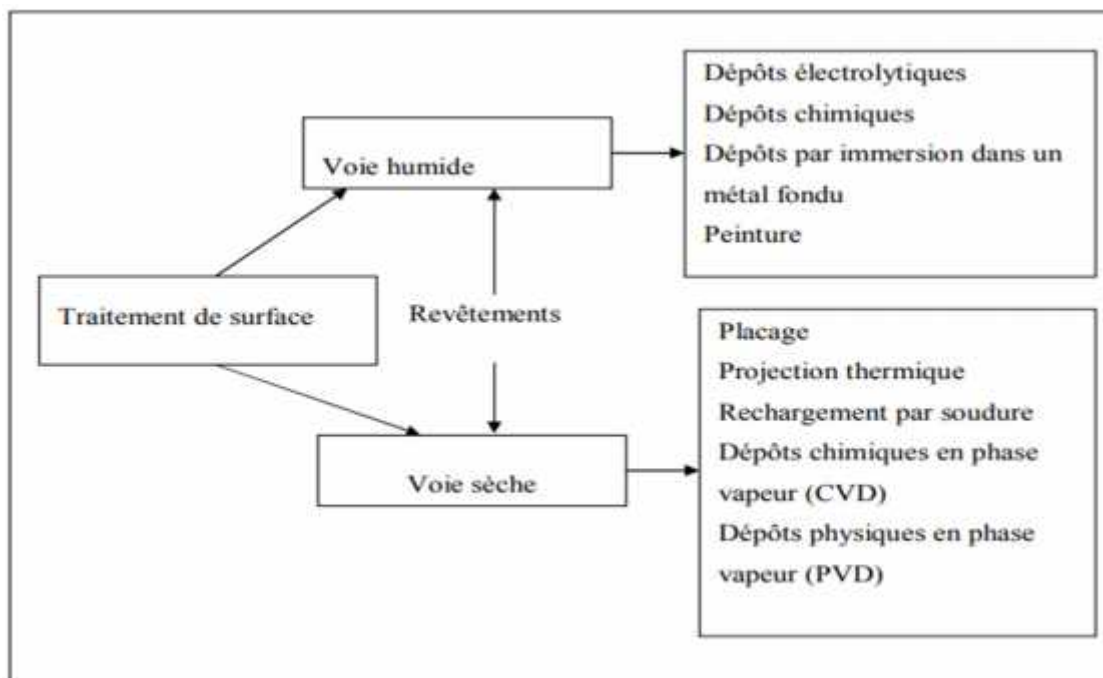 Traitement de surface
Voie humide
Revêtements
Voie sèche
Dépôts électrolytiques
Dépôts chimiques
Dépôts par immersion dans un
métal fondu
Peinture
Placage
Projection thermique
Rechargement par soudure
Dépôts chimiques en phase
vapeur (CVD)
Dépôts physiques en phase
vapeur (PVD)